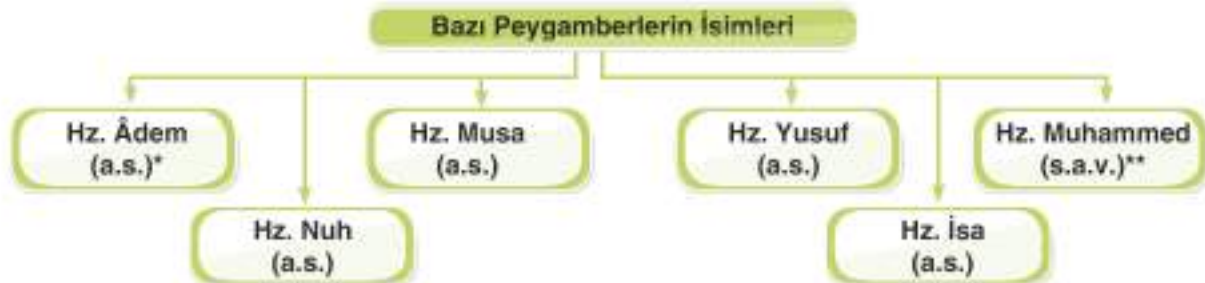 Bazı Peygamberlerin İsimleri
Hz. Âdem
(a.s.)*
Hz. Musa
(a.s.)
Hz. Yusuf
(a.s.)
Hz. Muhammed
(s.a.v.)**
Hz. Nuh
(a.s.)
Hz. İsa
(a.s.)